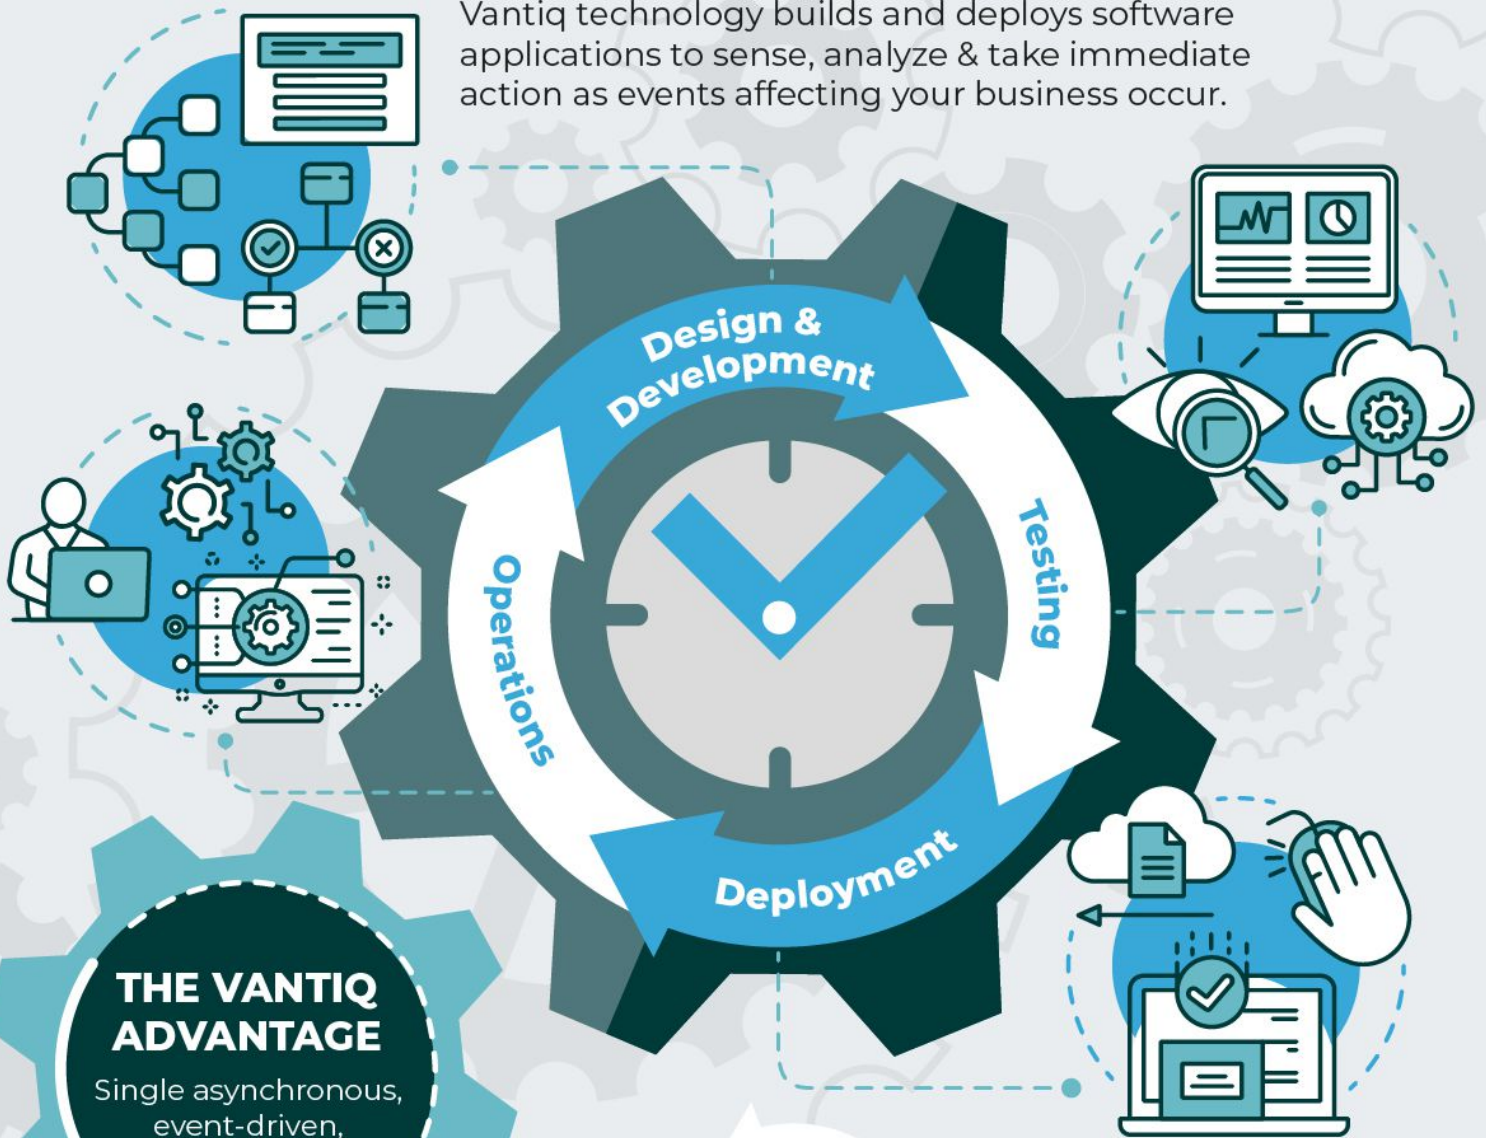 Vantiq technology builds and deploys software
applications to sense, analyze & take immediate
action as events affecting your business occur.
Design &
Development
Testing
Operations
Deployment
THE VANTIQ
ADVANTAGE
Single asynchronous,
event-driven,